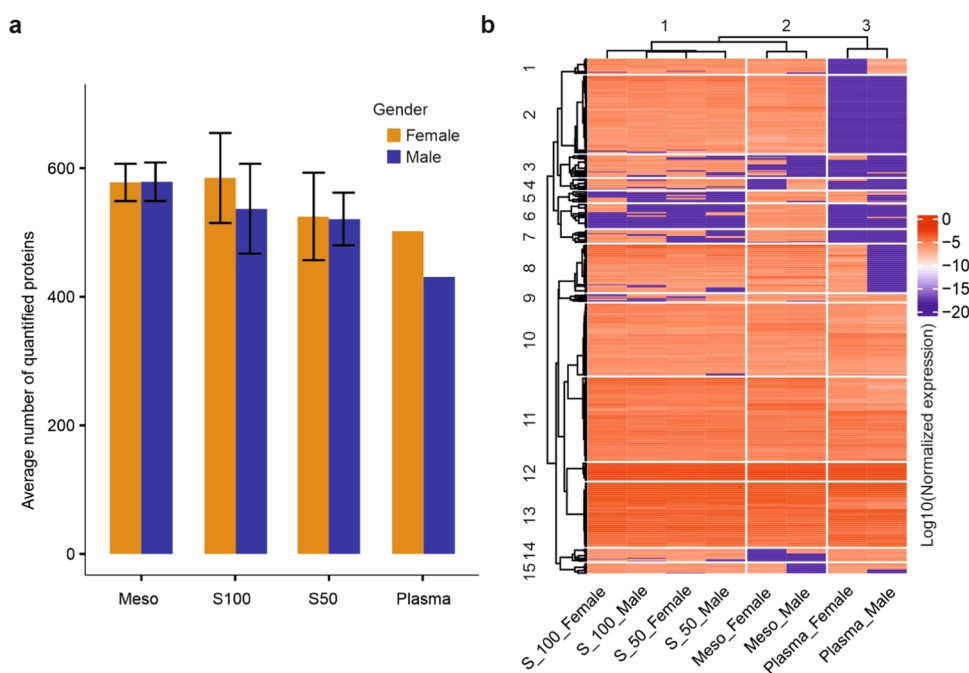 a
Average number of quantified proteins
600
400
200
0
Gender
Female
Male
Meso
S100
S50
Plasma
b
1
2
3
1
2
3
4
5
6
7
8
9
10
11
12
13
14
15
0
−5
−10
−15
−20
Log10(Normalized expression)
S_100_Female
S_100_Male
S_50_Female
S_50_Male
Meso_Female
Meso_Male
Plasma_Female
Plasma_Male